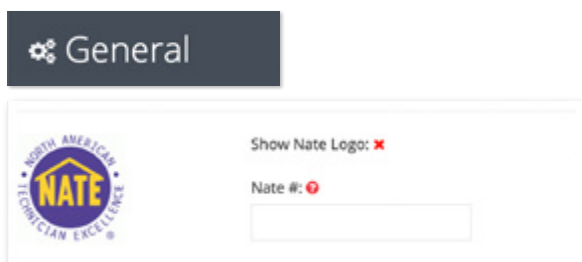 General
NORTH AMERICAN
NATE
TECHNICIAN EXCELLENCE
®
Show Nate Logo:
Nate #: